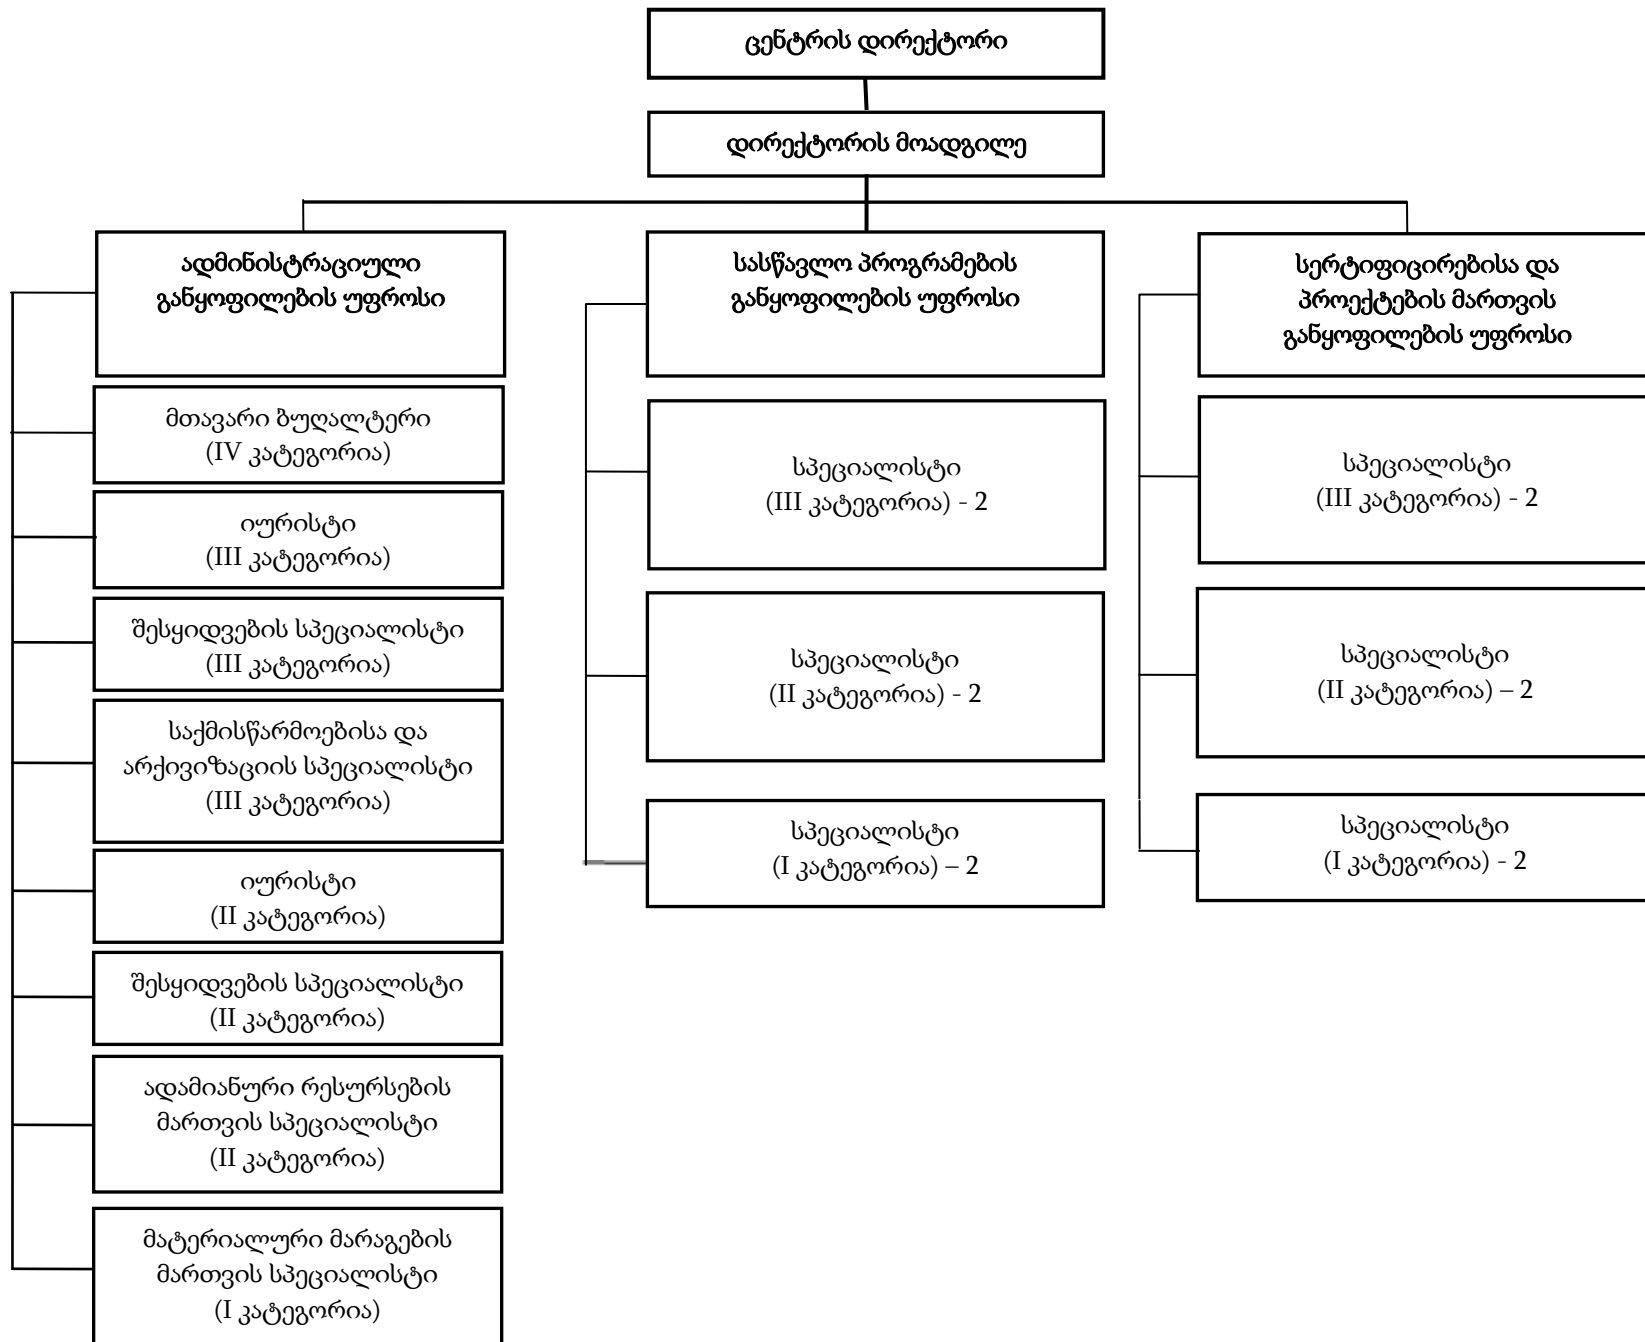 ცენტრის დირექტორი
დირექტორის მოადგილე
ადმინისტრაციული
განყოფილების უფროსი
მთავარი ბუღალტერი
(IV კატეგორია)
იურისტი
(III კატეგორია)
შესყიდვების სპეციალისტი
(III კატეგორია)
საქმისწარმოებისა და
არქივიზაციის სპეციალისტი
(III კატეგორია)
იურისტი
(II კატეგორია)
შესყიდვების სპეციალისტი
(II კატეგორია)
ადამიანური რესურსების
მართვის სპეციალისტი
(II კატეგორია)
მატერიალური მარაგების
მართვის სპეციალისტი
(I კატეგორია)
სასწავლო პროგრამების
განყოფილების უფროსი
სპეციალისტი
(III კატეგორია) - 2
სპეციალისტი
(II კატეგორია) - 2
სპეციალისტი
(I კატეგორია) – 2
სერტიფიცირებისა და
პროექტების მართვის
განყოფილების უფროსი
სპეციალისტი
(III კატეგორია) - 2
სპეციალისტი
(II კატეგორია) – 2
სპეციალისტი
(I კატეგორია) - 2